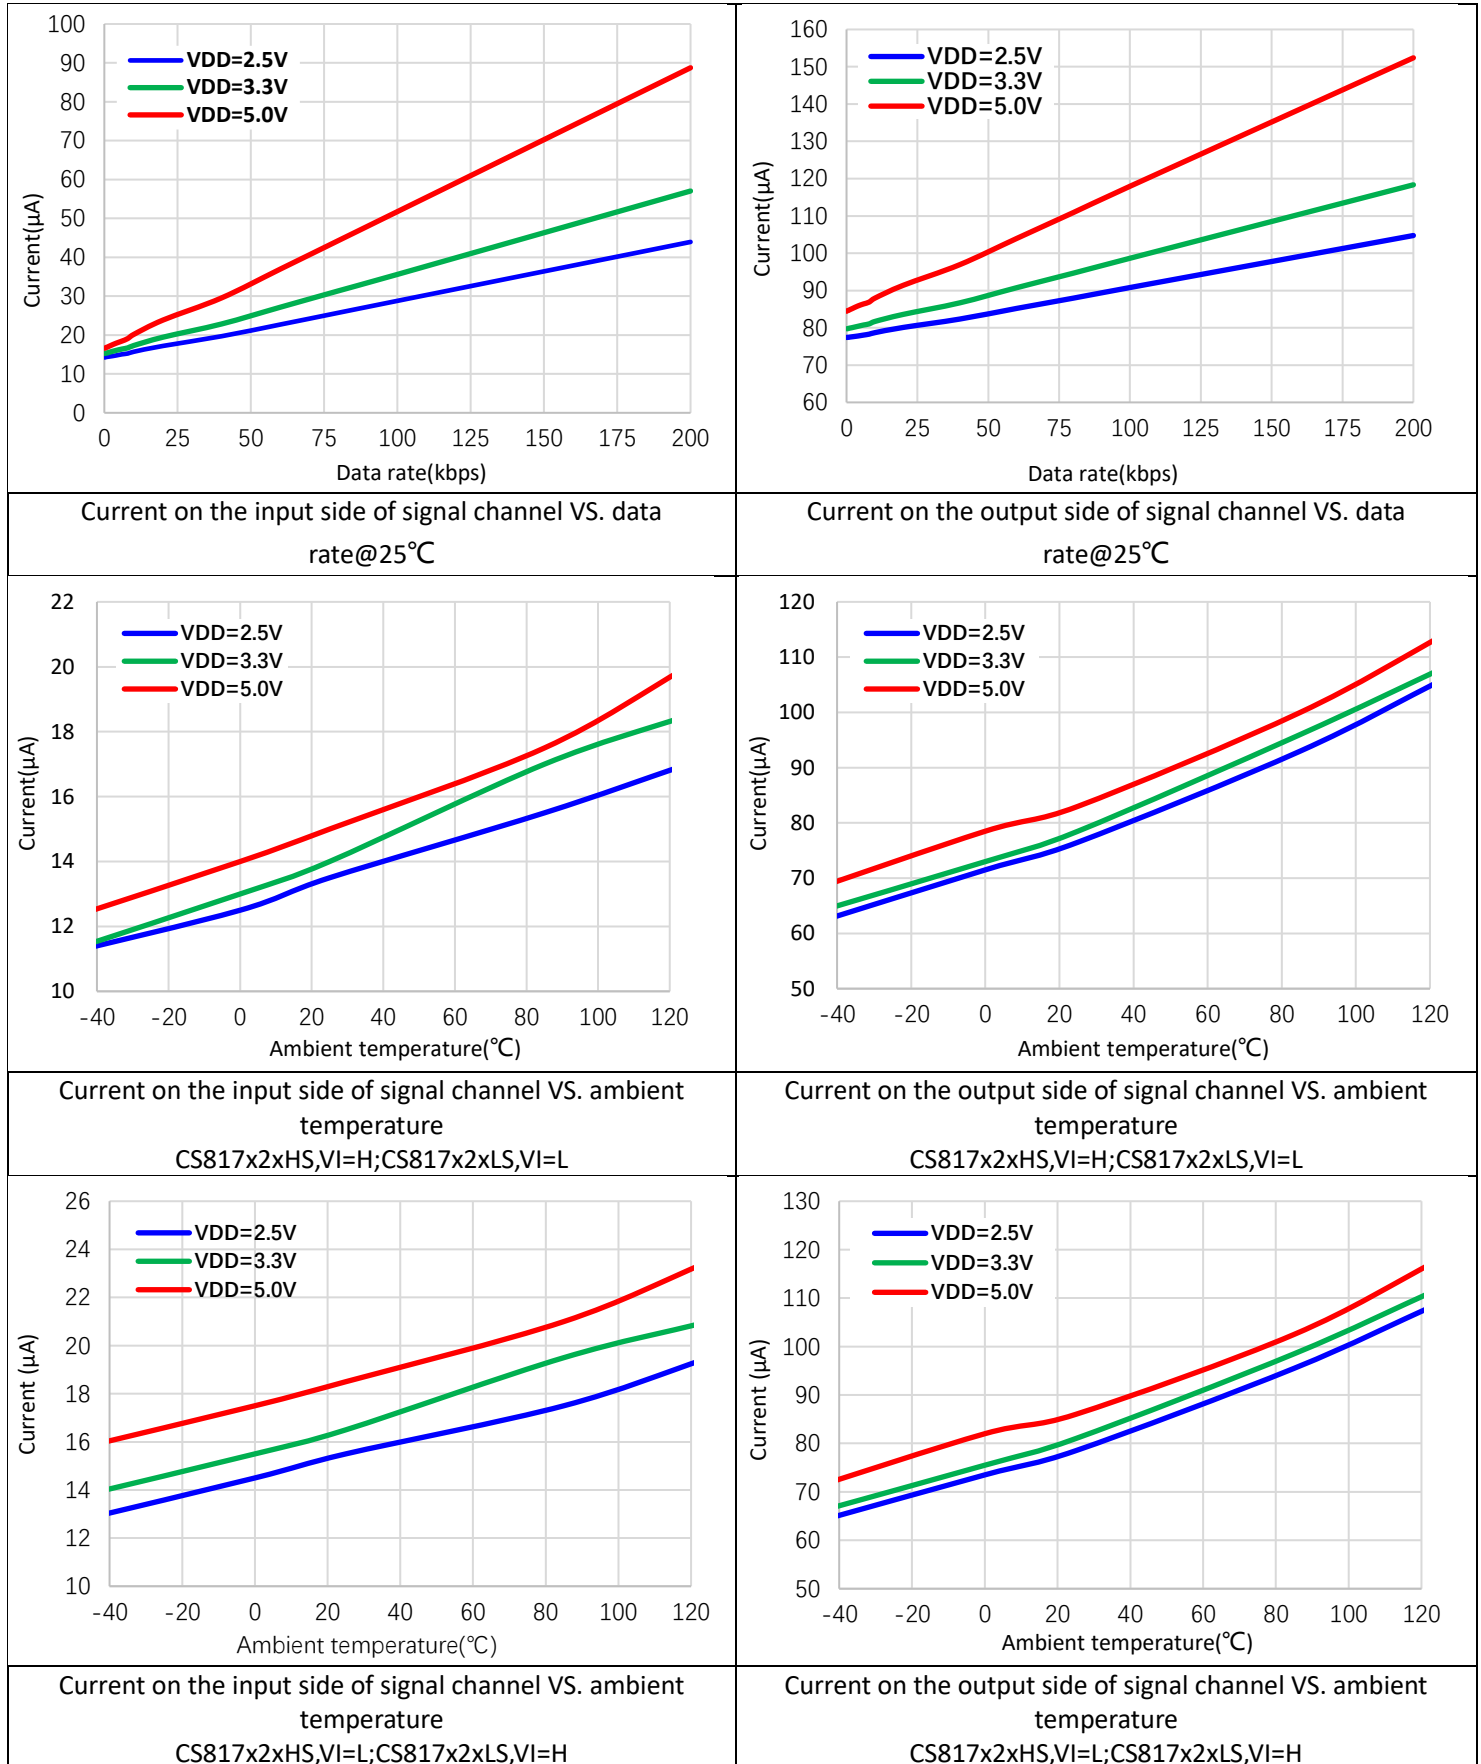 100
90
80
70
60
50
40
30
20
10
0
Current(μA)
VDD=2.5V
VDD=3.3V
VDD=5.0V
0 25 50 75 100 125 150 175 200
Data rate(kbps)
160
150
140
130
120
110
100
90
80
70
60
Current(μA)
VDD=2.5V
VDD=3.3V
VDD=5.0V
0 25 50 75 100 125 150 175 200
Data rate(kbps)
Current on the input side of signal channel VS. data
rate@25℃
Current on the output side of signal channel VS. data
rate@25℃
22
20
18
16
14
12
10
Current(μA)
VDD=2.5V
VDD=3.3V
VDD=5.0V
-40 -20 0 20 40 60 80 100 120
Ambient temperature(℃)
120
110
100
90
80
70
60
50
Current(μA)
VDD=2.5V
VDD=3.3V
VDD=5.0V
-40 -20 0 20 40 60 80 100 120
Ambient temperature(℃)
Current on the input side of signal channel VS. ambient
temperature
CS817x2xHS,VI=H;CS817x2xLS,VI=L
Current on the output side of signal channel VS. ambient
temperature
CS817x2xHS,VI=H;CS817x2xLS,VI=L
26
24
22
20
18
16
14
12
10
Current (μA)
VDD=2.5V
VDD=3.3V
VDD=5.0V
-40 -20 0 20 40 60 80 100 120
Ambient temperature(℃)
130
120
110
100
90
80
70
60
50
Current (μA)
VDD=2.5V
VDD=3.3V
VDD=5.0V
-40 -20 0 20 40 60 80 100 120
Ambient temperature(℃)
Current on the input side of signal channel VS. ambient
temperature
CS817x2xHS,VI=L;CS817x2xLS,VI=H
Current on the output side of signal channel VS. ambient
temperature
CS817x2xHS,VI=L;CS817x2xLS,VI=H